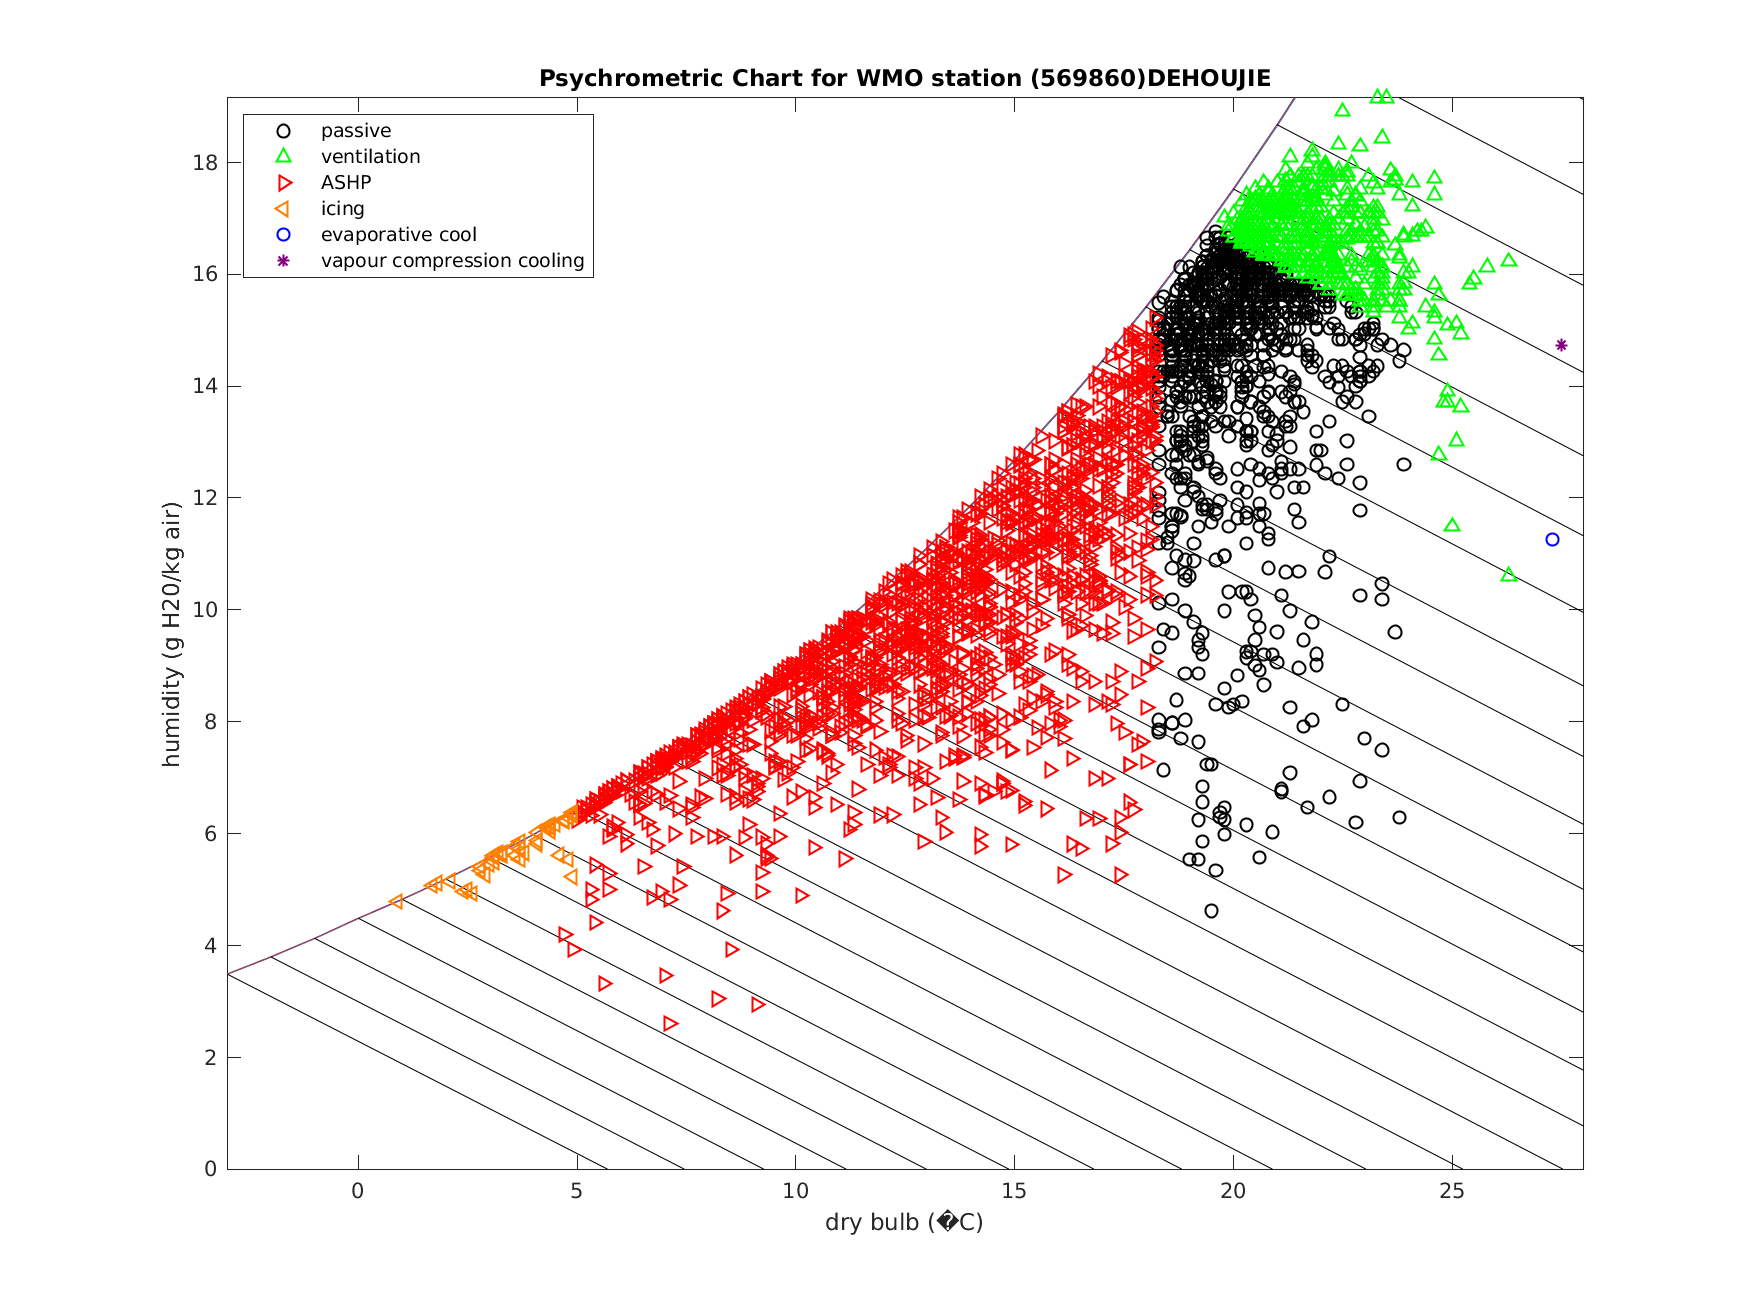 Psychrometric Chart for WMO station (569860)DEHOUJIE
passive
ventilation
ASHP
icing
evaporative cool
vapour compression cooling
humidity (g H20/kg air)
18
16
14
12
10
8
6
4
2
0
0 5 10 15 20 25
dry bulb (�C)